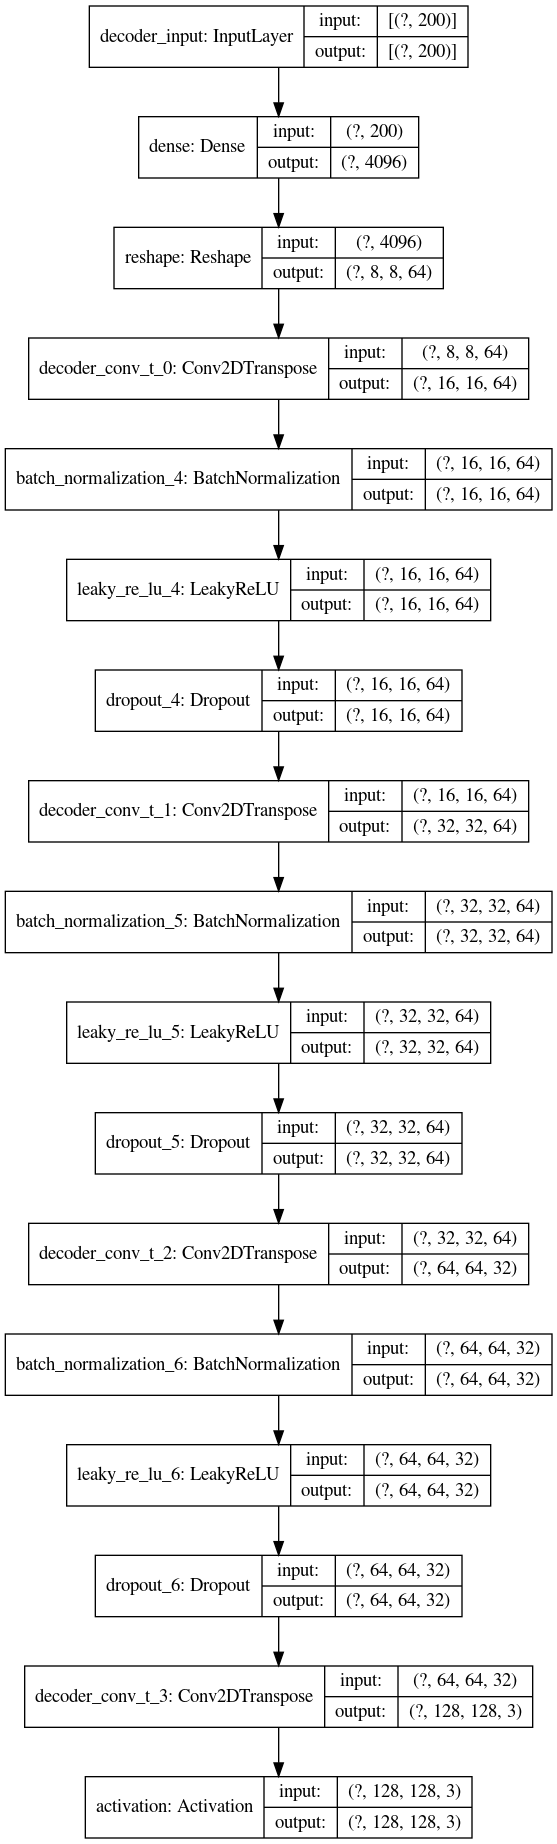 decoder_input: InputLayer
input: [(?, 200)]
output: [(?, 200)]
dense: Dense
input: (?, 200)
output: (?, 4096)
reshape: Reshape
input: (?, 4096)
output: (?, 8, 8, 64)
decoder_conv_t_0: Conv2DTranspose
input: (?, 8, 8, 64)
output: (?, 16, 16, 64)
batch_normalization_4: BatchNormalization
input: (?, 16, 16, 64)
output: (?, 16, 16, 64)
leaky_re_lu_4: LeakyReLU
input: (?, 16, 16, 64)
output: (?, 16, 16, 64)
dropout_4: Dropout
input: (?, 16, 16, 64)
output: (?, 16, 16, 64)
decoder_conv_t_1: Conv2DTranspose
input: (?, 16, 16, 64)
output: (?, 32, 32, 64)
batch_normalization_5: BatchNormalization
input: (?, 32, 32, 64)
output: (?, 32, 32, 64)
leaky_re_lu_5: LeakyReLU
input: (?, 32, 32, 64)
output: (?, 32, 32, 64)
dropout_5: Dropout
input: (?, 32, 32, 64)
output: (?, 32, 32, 64)
decoder_conv_t_2: Conv2DTranspose
input: (?, 32, 32, 64)
output: (?, 64, 64, 32)
batch_normalization_6: BatchNormalization
input: (?, 64, 64, 32)
output: (?, 64, 64, 32)
leaky_re_lu_6: LeakyReLU
input: (?, 64, 64, 32)
output: (?, 64, 64, 32)
dropout_6: Dropout
input: (?, 64, 64, 32)
output: (?, 64, 64, 32)
decoder_conv_t_3: Conv2DTranspose
input: (?, 64, 64, 32)
output: (?, 128, 128, 3)
activation: Activation
input: (?, 128, 128, 3)
output: (?, 128, 128, 3)